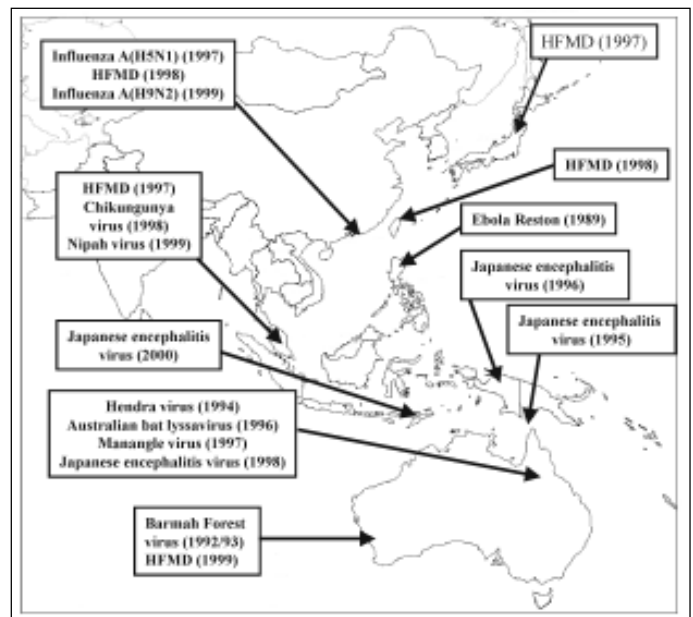 Influenza A(H5N1) (1997)
HFMD (1998)
Influenza A(H9N2) (1999)
HFMD (1997)
HFMD (1998)
HFMD (1997)
Chikungunya
virus (1998)
Nipah virus (1999)
Ebola Reston (1989)
Japanese encephalitis
virus (1996)
Japanese encephalitis
virus (1995)
Japanese encephalitis
virus (2000)
Hendra virus (1994)
Australian bat lyssavirus (1996)
Manangle virus (1997)
Japanese encephalitis virus (1998)
Barmah Forest
virus (1992/93)
HFMD (1999)